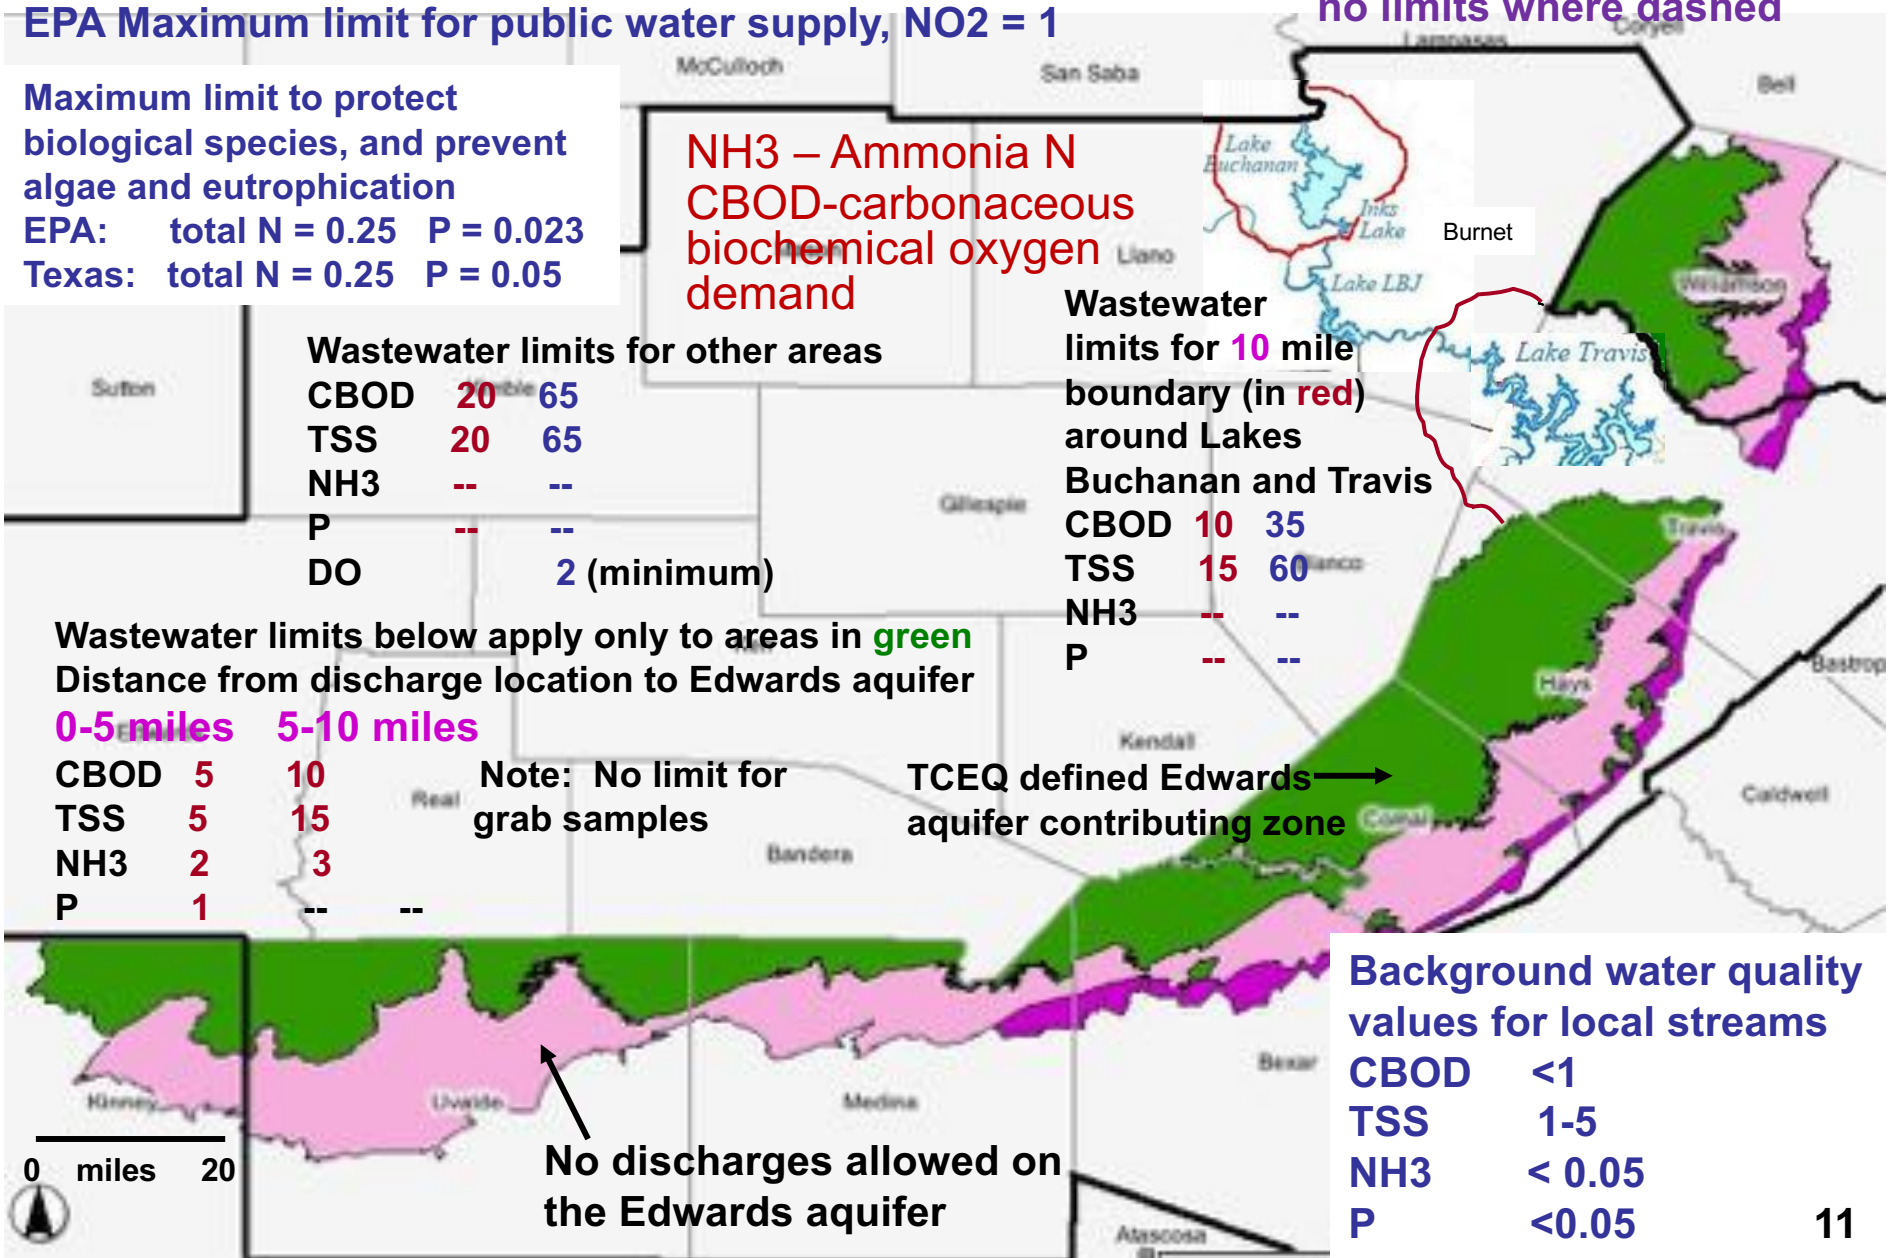 EPA Maximum limit for public water supply, NO2 = 1
no limits where dashed
Maximum limit to protect
biological species, and prevent
algae and eutrophication
EPA: total N = 0.25 P = 0.023
Texas: total N = 0.25 P = 0.05
NH3 – Ammonia N
CBOD-carbonaceous
biochemical oxygen
demand
McCulloch
San Saba
Lampasas
Coryell
Bell
Lake
Buchanan
Inks
Lake
Burnet
Llano
Lake LBJ
Williamson
Lake Travis
Wastewater limits for other areas
CBOD 20 65
TSS 20 65
NH3 -- --
P -- --
DO 2 (minimum)
Sutton
Gillespie
Wastewater
limits for 10 mile
boundary (in red)
around Lakes
Buchanan and Travis
CBOD 10 35
TSS 15 60
NH3 -- --
P -- --
Blanco
Travis
Hays
Bastrop
Wastewater limits below apply only to areas in green
Distance from discharge location to Edwards aquifer
0-5 miles 5-10 miles
CBOD 5 10
TSS 5 15
NH3 2 3
P 1 -- --
Note: No limit for
grab samples
Real
Kendall
Bandera
TCEQ defined Edwards
aquifer contributing zone
Comal
Caldwell
Kinney
Uvalde
Medina
Bexar
Atascosa
0 miles 20
No discharges allowed on
the Edwards aquifer
Background water quality
values for local streams
CBOD <1
TSS 1-5
NH3 < 0.05
P <0.05
11